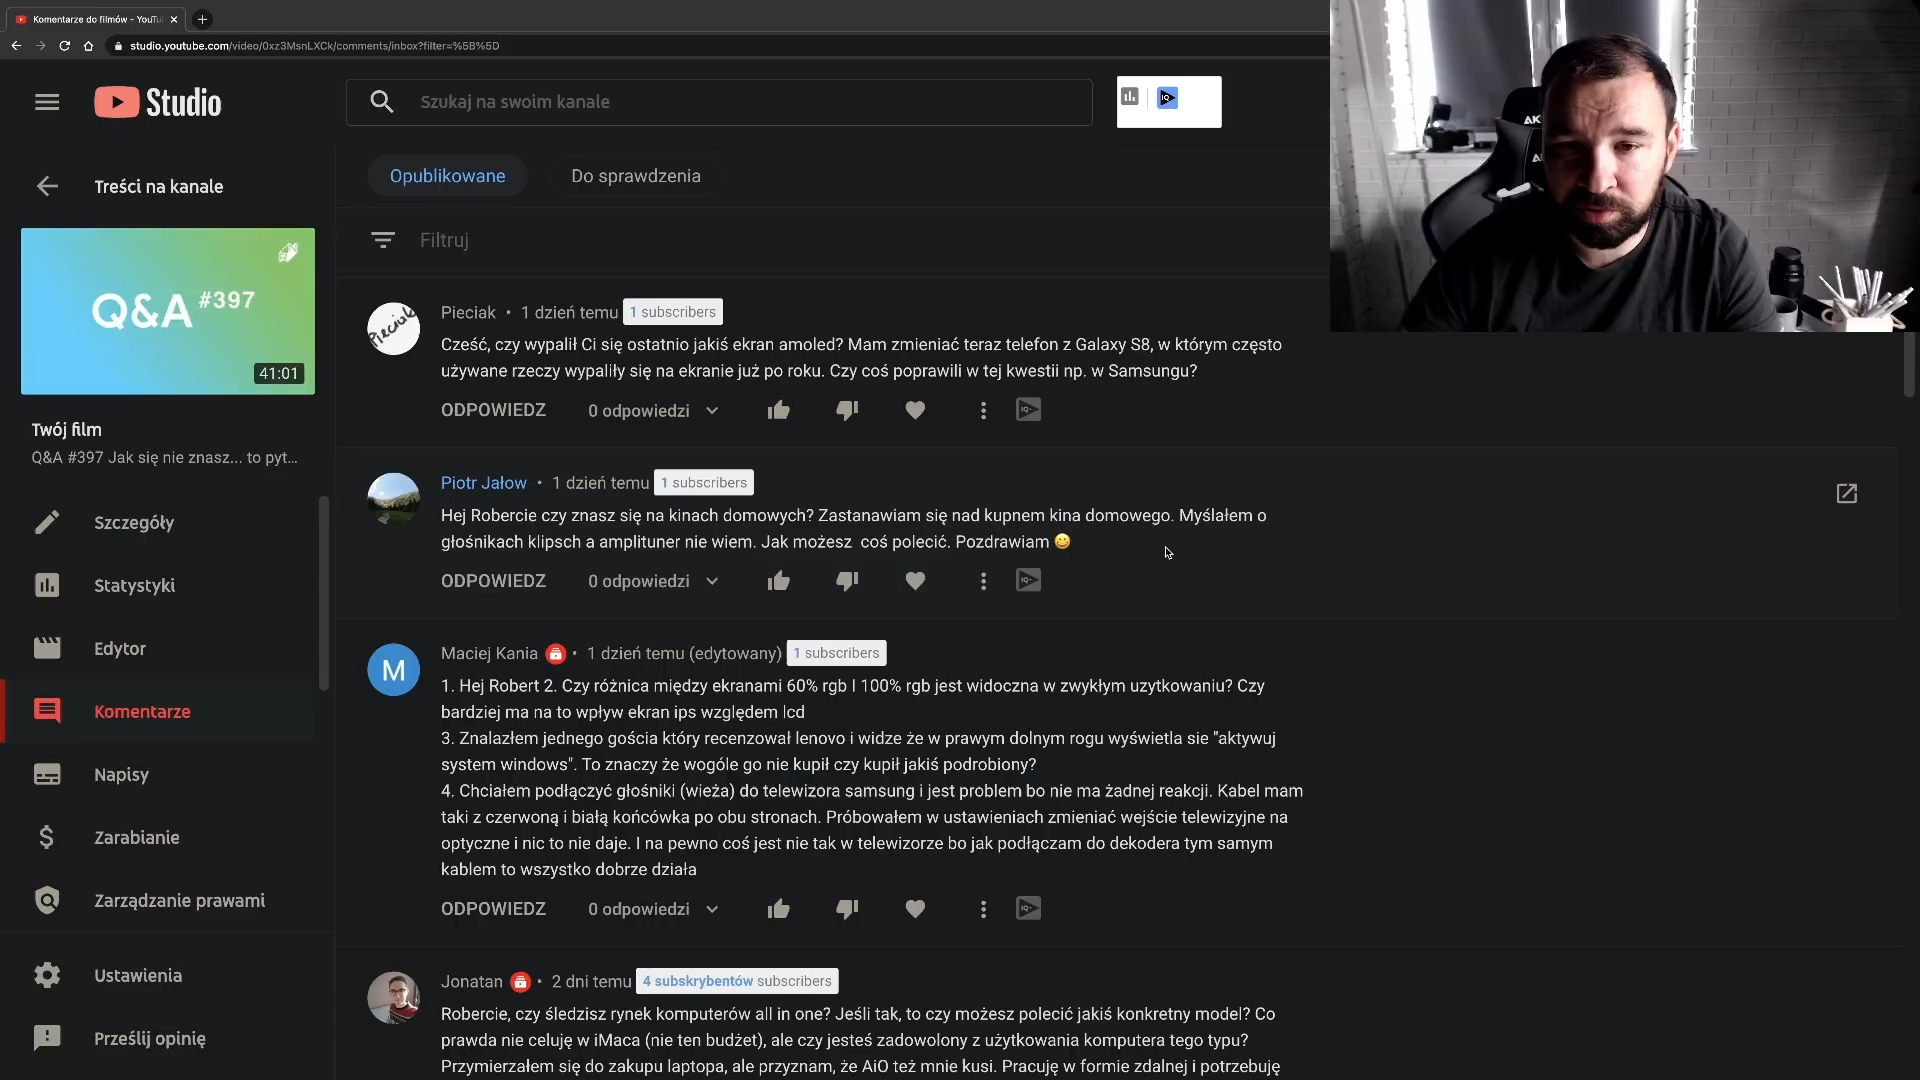 Komentarze do filmów - YouTu
studio.youtube.com/video/0xz3MsnLXCk/comments/inbox?filter=%5B%5D
Studio
Szukaj na swoim kanale
IQ
Treści na kanale
Opublikowane
Do sprawdzenia
Filtruj
Q&A #397
41:01
Twój film
Q&A #397 Jak się nie znasz... to pyt...
Szczegóły
Statystyki
Edytor
Komentarze
Napisy
Zarabianie
Zarządzanie prawami
Ustawienia
Prześlij opinię
Pieciak
Pieciak • 1 dzień temu 1 subscribers
Cześć, czy wypalił Ci się ostatnio jakiś ekran amoled? Mam zmieniać teraz telefon z Galaxy S8, w którym często
używane rzeczy wypaliły się na ekranie już po roku. Czy coś poprawili w tej kwestii np. w Samsungu?
ODPOWIEDZ 0 odpowiedzi
Piotr Jałow • 1 dzień temu 1 subscribers
Hej Robercie czy znasz się na kinach domowych? Zastanawiam się nad kupnem kina domowego. Myślałem o
głośnikach klipsch a amplituner nie wiem. Jak możesz coś polecić. Pozdrawiam 😀
ODPOWIEDZ 0 odpowiedzi
M
Maciej Kania • 1 dzień temu (edytowany) 1 subscribers
1. Hej Robert 2. Czy różnica między ekranami 60% rgb I 100% rgb jest widoczna w zwykłym uzytkowaniu? Czy
bardziej ma na to wpływ ekran ips względem lcd
3. Znalazłem jednego gościa który recenzował lenovo i widze że w prawym dolnym rogu wyświetla sie "aktywuj
system windows". To znaczy że wogóle go nie kupił czy kupił jakiś podrobiony?
4. Chciałem podłączyć głośniki (wieża) do telewizora samsung i jest problem bo nie ma żadnej reakcji. Kabel mam
taki z czerwoną i białą końcówka po obu stronach. Próbowałem w ustawieniach zmieniać wejście telewizyjne na
optyczne i nic to nie daje. I na pewno coś jest nie tak w telewizorze bo jak podłączam do dekodera tym samym
kablem to wszystko dobrze działa
ODPOWIEDZ 0 odpowiedzi
Jonatan • 2 dni temu 4 subskrybentów subscribers
Robercie, czy śledzisz rynek komputerów all in one? Jeśli tak, to czy możesz polecić jakiś konkretny model? Co
prawda nie celuję w iMaca (nie ten budżet), ale czy jesteś zadowolony z użytkowania komputera tego typu?
Przymierzałem się do zakupu laptopa, ale przyznam, że AiO też mnie kusi. Pracuję w formie zdalnej i potrzebuję